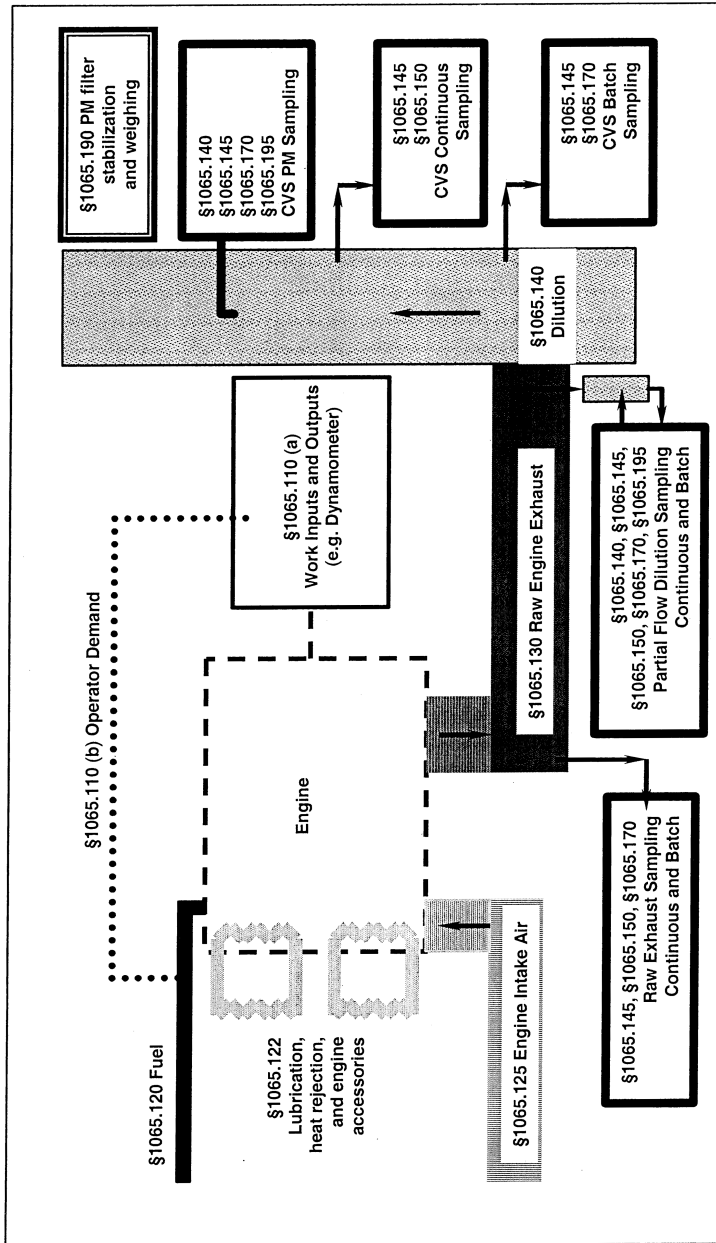 §1065.190 PM filter
stabilization
and weighing
§1065.110 (b) Operator Demand
§1065.140
§1065.145
§1065.170
§1065.195
CVS PM Sampling
§1065.120 Fuel
§1065.110 (a)
Work Inputs and Outputs
(e.g. Dynamometer)
§1065.145
§1065.150
CVS Continuous
Sampling
§1065.122
Lubrication,
heat rejection,
and engine
accessories
Engine
§1065.140
Dilution
§1065.145
§1065.170
CVS Batch
Sampling
§1065.125 Engine Intake Air
§1065.130 Raw Engine Exhaust
§1065.145, §1065.150, §1065.170
Raw Exhaust Sampling
Continuous and Batch
§1065.140, §1065.145,
§1065.150, §1065.170, §1065.195
Partial Flow Dilution Sampling
Continuous and Batch